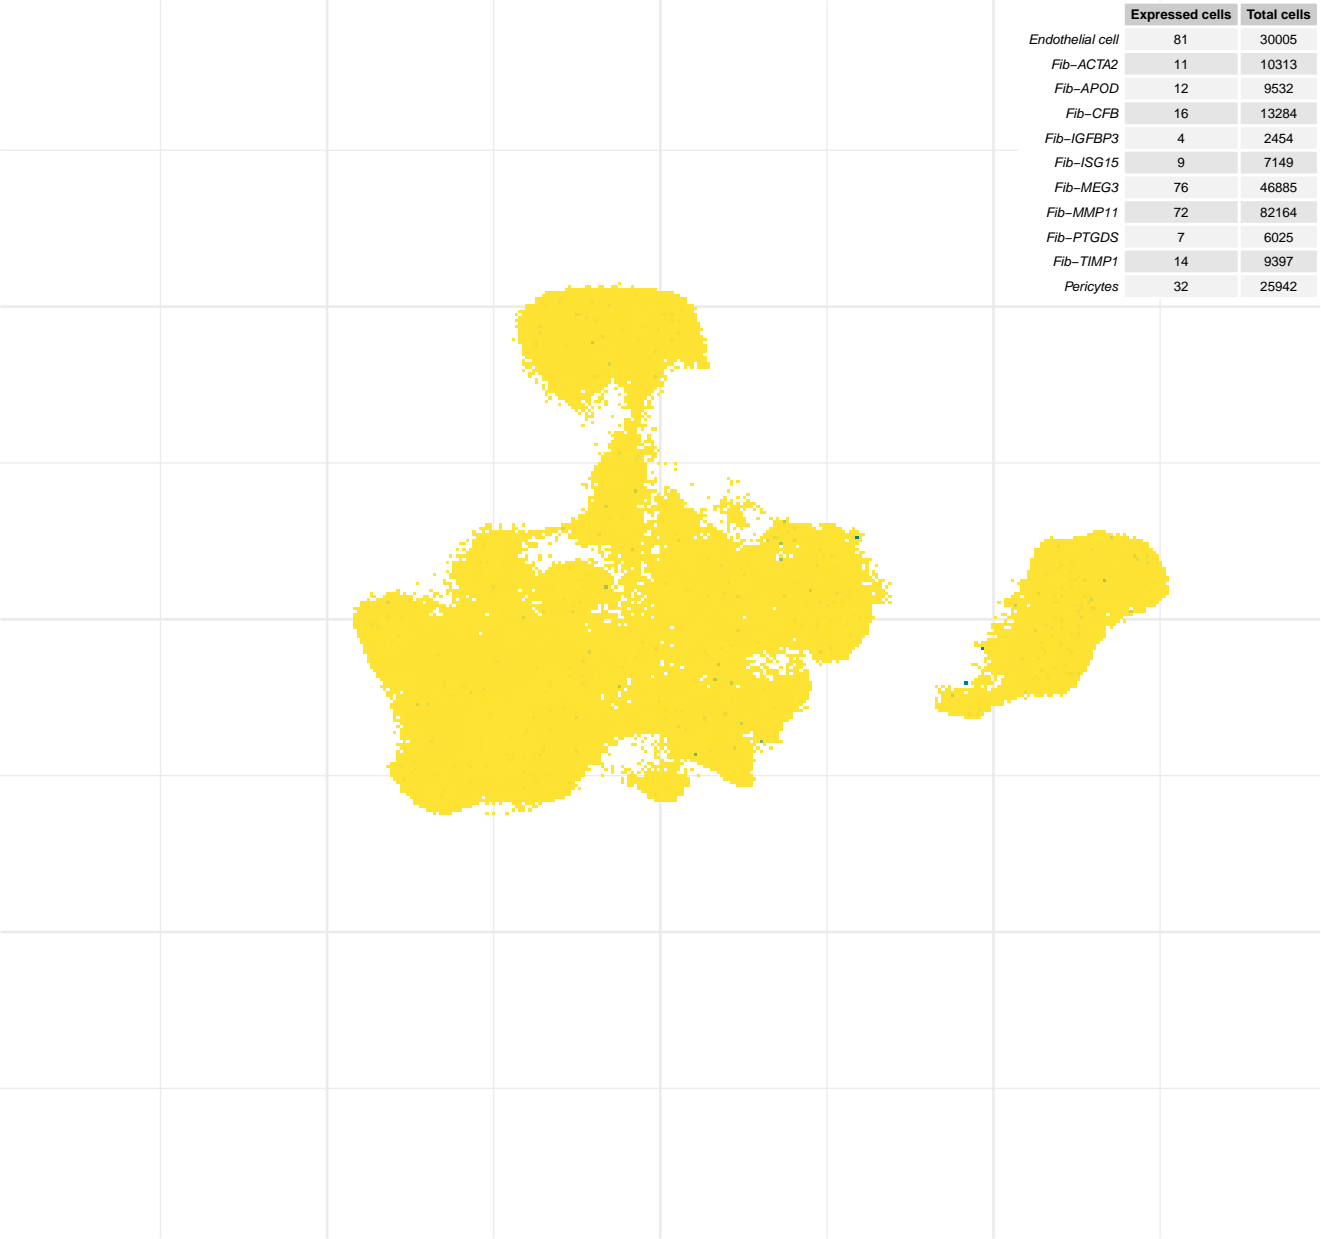 Expressed cells Total cells
Endothelial cell 81 30005
Fib−ACTA2 11 10313
Fib−APOD 12 9532
Fib−CFB 16 13284
Fib−IGFBP3 4 2454
Fib−ISG15 9 7149
Fib−MEG3 76 46885
Fib−MMP11 72 82164
Fib−PTGDS 7 6025
Fib−TIMP1 14 9397
Pericytes 32 25942